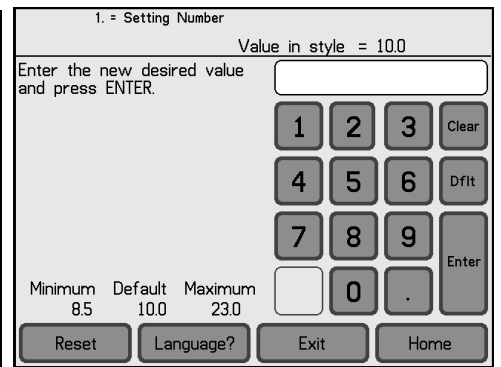 1. = Setting Number
Value in style = 10.0
Enter the new desired value
and press ENTER.
1 2 3 Clear
4 5 6 Dflt
7 8 9
Enter
Minimum Default Maximum
8.5 10.0 23.0
0 .
Reset Language? Exit Home